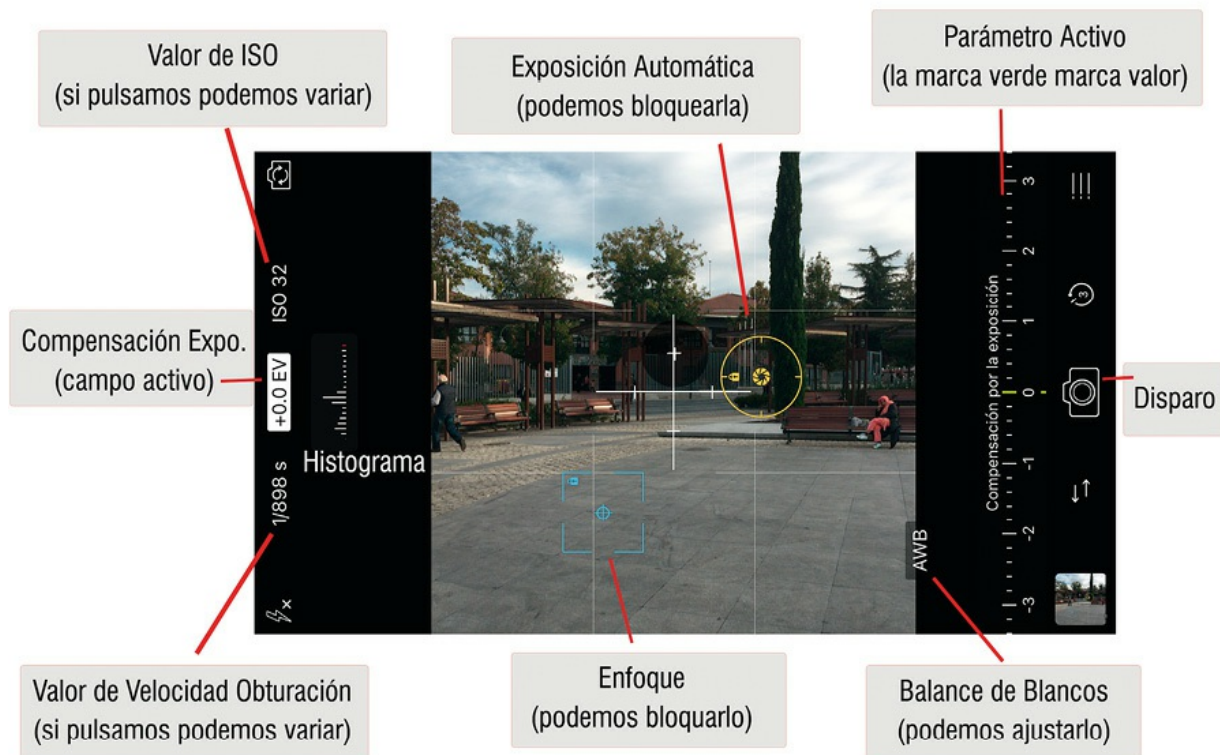 Valor de ISO
(si pulsamos podemos variar)
Exposición Automática
(podemos bloquearla)
Parámetro Activo
(la marca verde marca valor)
Compensación Expo.
(campo activo)
ISO 32
+0.0 EV
1/898 s
Histograma
AWB
Compensación por la exposición
3
2
1
0
-1
-2
-3
3
Disparo
Valor de Velocidad Obturación
(si pulsamos podemos variar)
Enfoque
(podemos bloquarlo)
Balance de Blancos
(podemos ajustarlo)